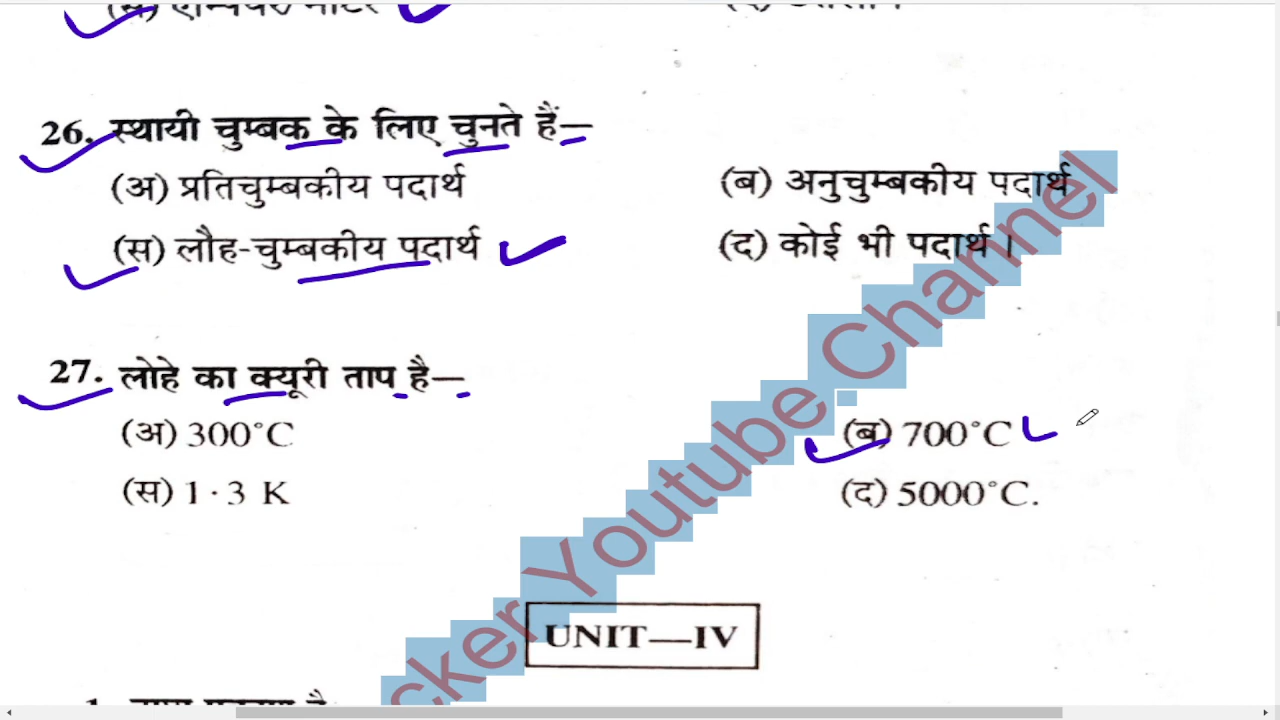 26. स्थायी चुम्बक के लिए चुनते हैं—
(अ) प्रतिचुम्बकीय पदार्थ (ब) अनुचुम्बकीय पदार्थ
(स) लौह-चुम्बकीय पदार्थ (द) कोई भी पदार्थ ।
27. लोहे का क्यूरी ताप है—
(अ) 300°C (ब) 700°C
(स) 1·3 K (द) 5000°C.
cker Youtube Channel
UNIT—IV